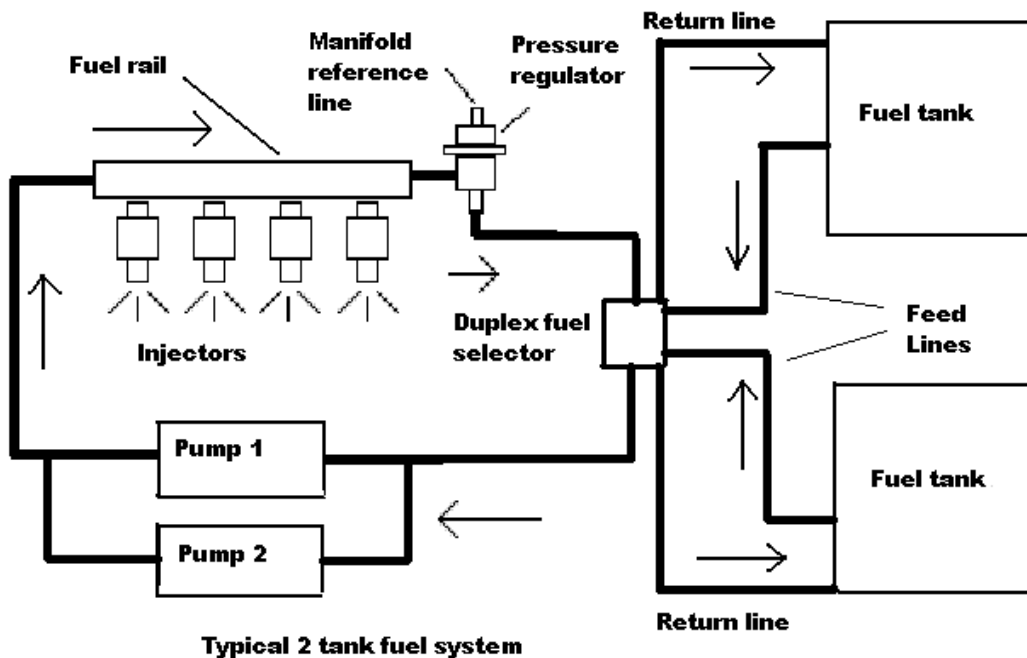 Return line
Manifold
reference
line
Pressure
regulator
Fuel rail
Fuel tank
Injectors
Duplex fuel
selector
Feed
Lines
Pump 1
Fuel tank
Pump 2
Return line
Typical 2 tank fuel system